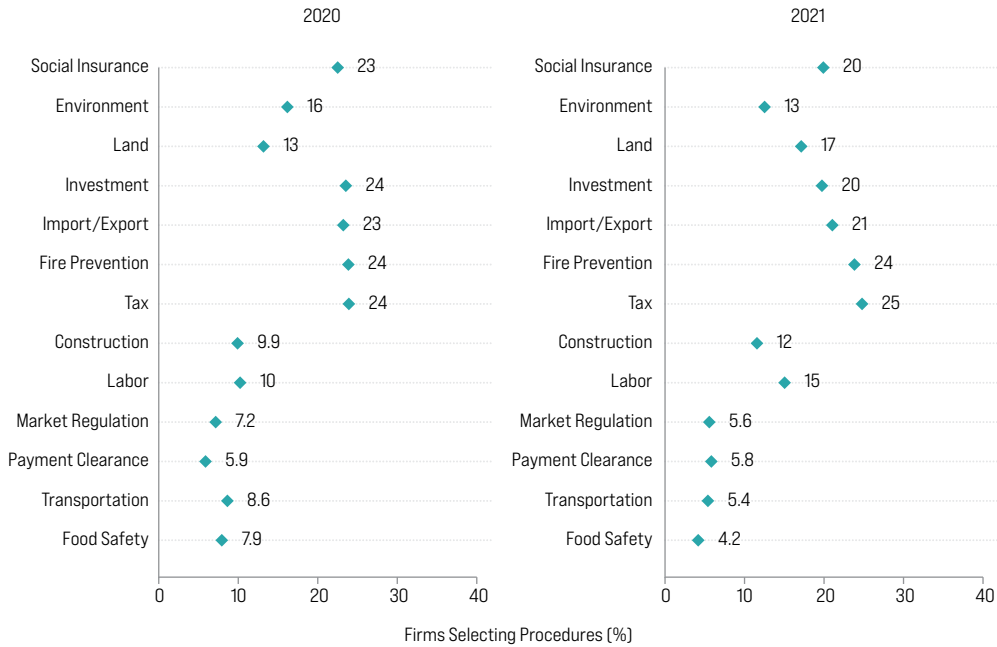 2020
Social Insurance 23
Environment 16
Land 13
Investment 24
Import/Export 23
Fire Prevention 24
Tax 24
Construction 9.9
Labor 10
Market Regulation 7.2
Payment Clearance 5.9
Transportation 8.6
Food Safety 7.9
0 10 20 30 40
2021
Social Insurance 20
Environment 13
Land 17
Investment 20
Import/Export 21
Fire Prevention 24
Tax 25
Construction 12
Labor 15
Market Regulation 5.6
Payment Clearance 5.8
Transportation 5.4
Food Safety 4.2
0 10 20 30 40
Firms Selecting Procedures (%)